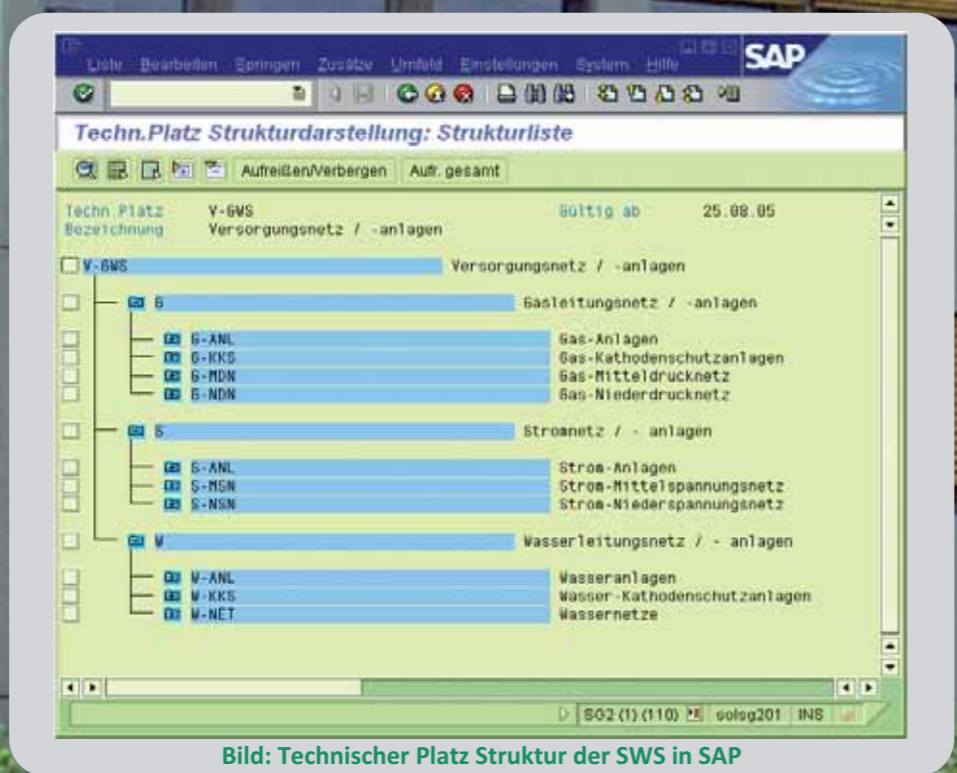 Liste Bearbeiten Springen Zusätze Umfeld Einstellungen System Hilfe
SAP
Techn.Platz Strukturdarstellung: Strukturliste
Aufreißen/Verbergen Aufr. gesamt
Techn.Platz V-GWS Gültig ab 25.08.05
Bezeichnung Versorgungsnetz / -anlagen
V-GWS Versorgungsnetz / -anlagen
G Gasleitungsnetz / -anlagen
G-ANL Gas-Anlagen
G-KKS Gas-Kathodenschutzanlagen
G-MDN Gas-Mitteldrucknetz
G-NDN Gas-Niederdrucknetz
S Stromnetz / - anlagen
S-ANL Strom-Anlagen
S-MSN Strom-Mittelspannungsnetz
S-NSN Strom-Niederspannungsnetz
W Wasserleitungsnetz / - anlagen
W-ANL Wasseranlagen
W-KKS Wasser-Kathodenschutzanlagen
W-NET Wassernetze
SG2 (1) (110) solsg201 INS
Bild: Technischer Platz Struktur der SWS in SAP